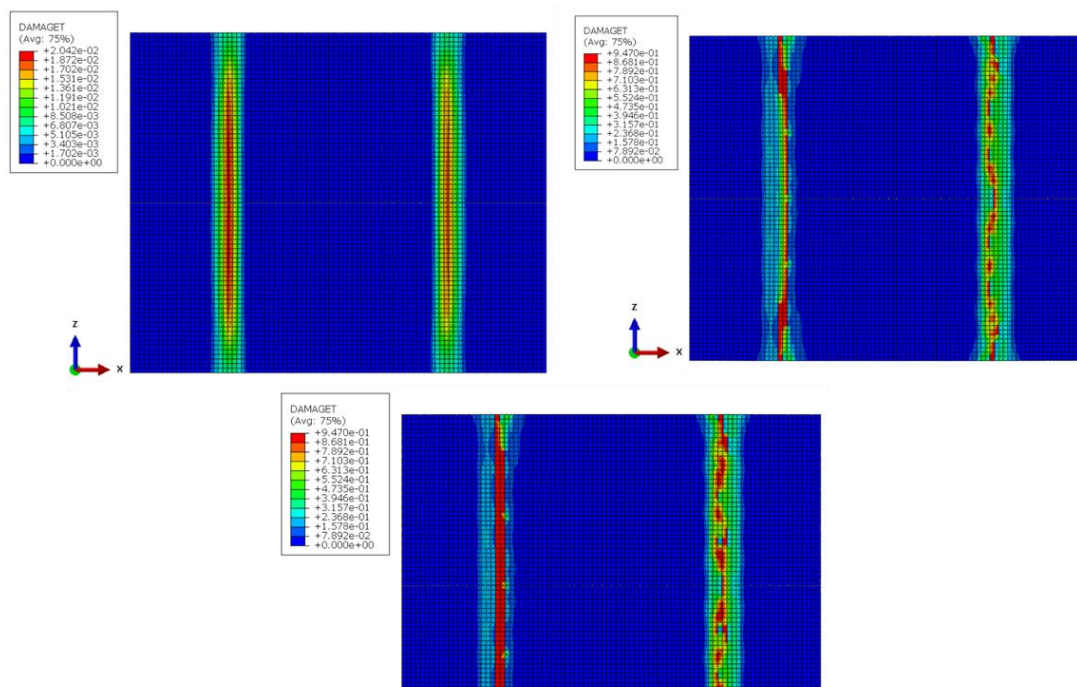 DAMAGET
(Avg: 75%)
+2.042e-02
+1.872e-02
+1.702e-02
+1.531e-02
+1.361e-02
+1.191e-02
+1.021e-02
+8.508e-03
+6.807e-03
+5.105e-03
+3.403e-03
+1.702e-03
+0.000e+00
Z
X
DAMAGET
(Avg: 75%)
+9.470e-01
+8.681e-01
+7.892e-01
+7.103e-01
+6.313e-01
+5.524e-01
+4.735e-01
+3.946e-01
+3.157e-01
+2.368e-01
+1.578e-01
+7.892e-02
+0.000e+00
Z
X
DAMAGET
(Avg: 75%)
+9.470e-01
+8.681e-01
+7.892e-01
+7.103e-01
+6.313e-01
+5.524e-01
+4.735e-01
+3.946e-01
+3.157e-01
+2.368e-01
+1.578e-01
+7.892e-02
+0.000e+00